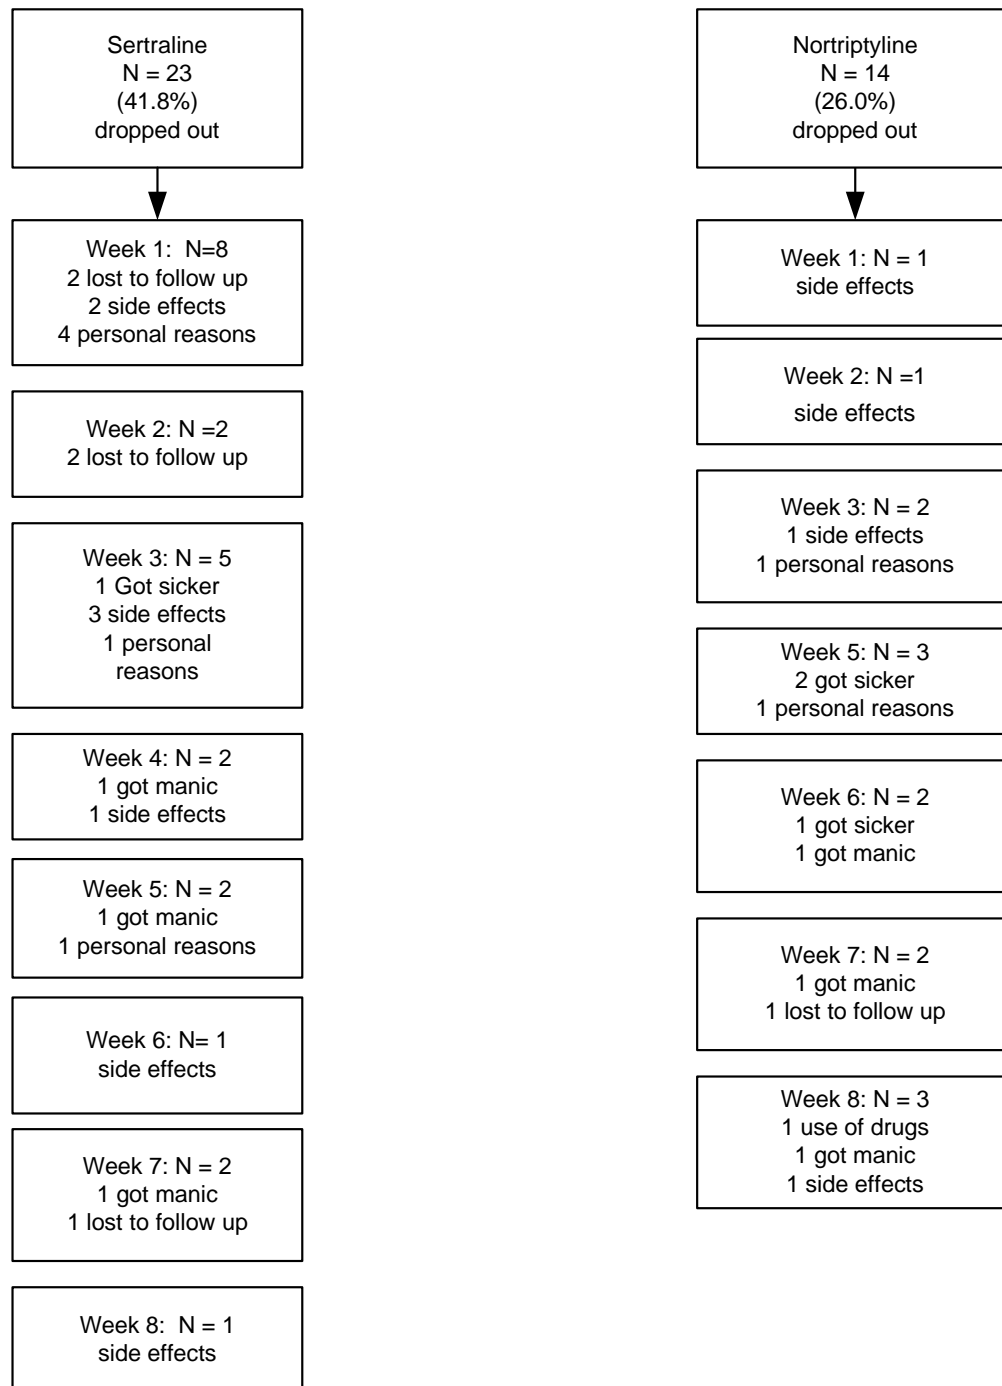 Sertraline
N = 23
(41.8%)
dropped out
Week 1:  N=8
2 lost to follow up
2 side effects
4 personal reasons
Week 2: N =2
2 lost to follow up
Week 3: N = 5
1 Got sicker
3 side effects
1 personal
reasons
Week 4: N = 2
1 got manic
1 side effects
Week 5: N = 2
1 got manic
1 personal reasons
Week 6: N= 1
side effects
Week 7: N = 2
1 got manic
1 lost to follow up
Week 8:  N = 1
side effects
Nortriptyline
N = 14
(26.0%)
dropped out
Week 1: N = 1
side effects
Week 2: N =1
side effects
Week 3: N = 2
1 side effects
1 personal reasons
Week 5: N = 3
2 got sicker
1 personal reasons
Week 6: N = 2
1 got sicker
1 got manic
Week 7: N = 2
1 got manic
1 lost to follow up
Week 8: N = 3
1 use of drugs
1 got manic
1 side effects